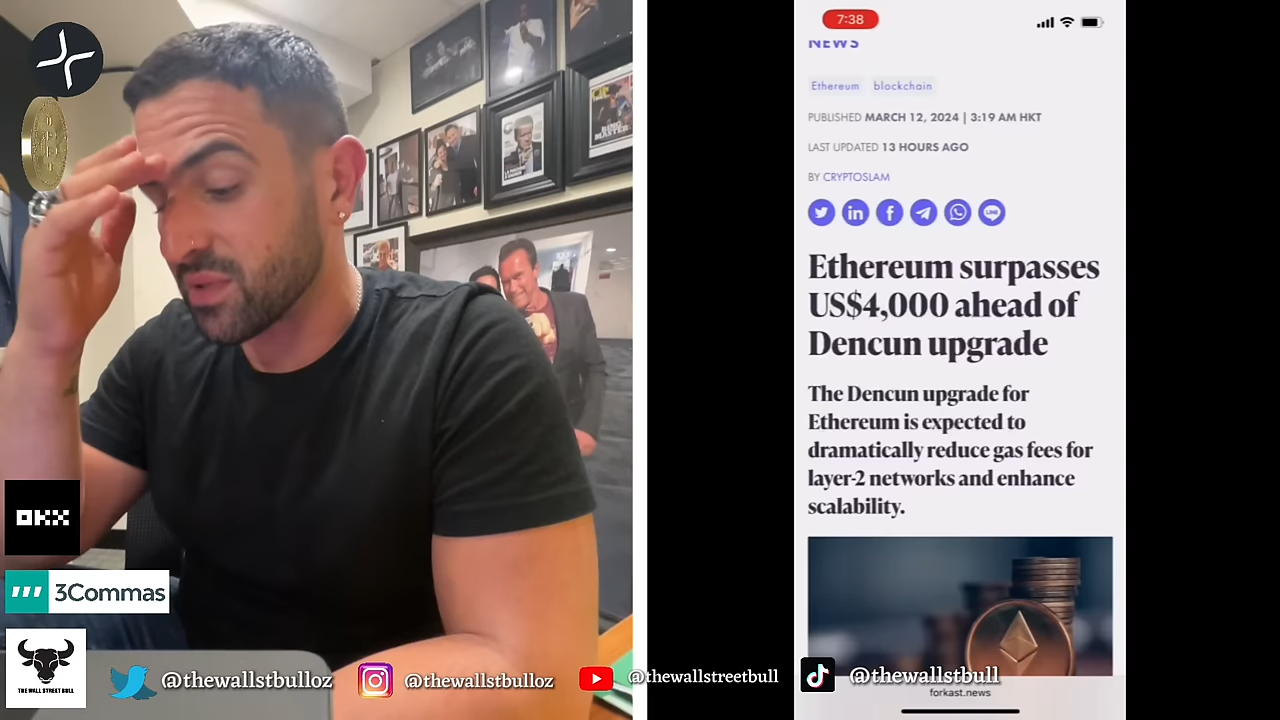 RING
MASTER
OKX
3Commas
THE WALL STREET BULL
@thewallstbulloz
@thewallstbulloz
@thewallstreetbull
@thewallstbull
7:38
NEWS
Ethereum blockchain
PUBLISHED MARCH 12, 2024 | 3:19 AM HKT
LAST UPDATED 13 HOURS AGO
BY CRYPTOSLAM
LINE
Ethereum surpasses
US$4,000 ahead of
Dencun upgrade
The Dencun upgrade for
Ethereum is expected to
dramatically reduce gas fees for
layer-2 networks and enhance
scalability.
forkast.news